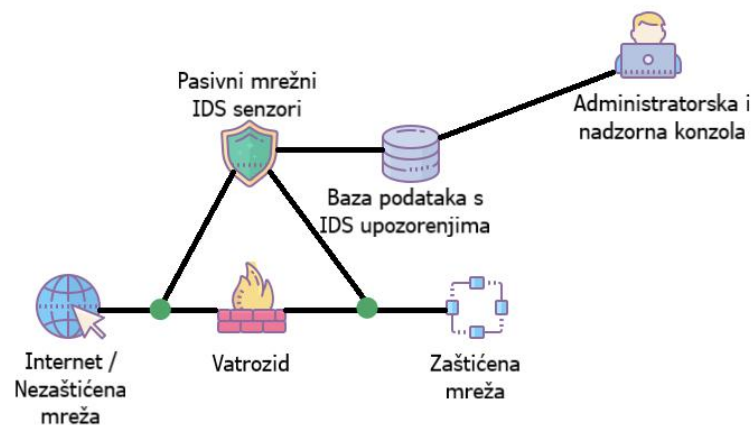 Pasivni mrežni
IDS senzori
Administratorska i
nadzorna konzola
Baza podataka s
IDS upozorenjima
Internet /
Nezaštićena
mreža
Vatrozid
Zaštićena
mreža